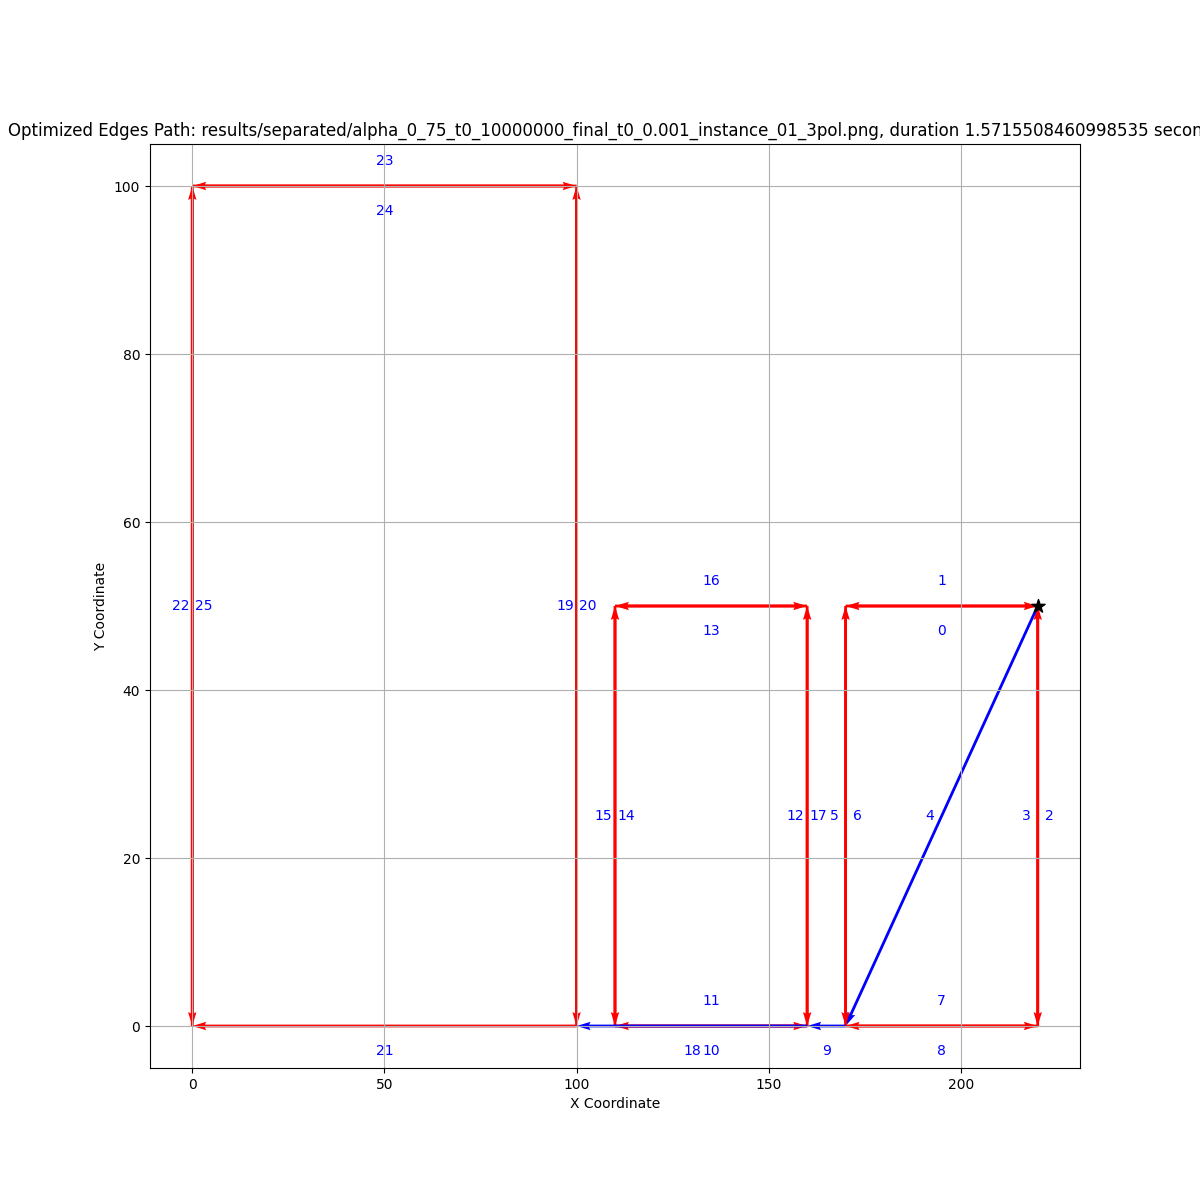 Optimized Edges Path: results/separated/alpha_0_75_t0_10000000_final_t0_0.001_instance_01_3pol.png, duration 1.5715508460998535 secon
23
100
24
80
60
16 1
13 0
22 25 19 20
Y Coordinate
40
15 14 12 17 5 6 4 3 2
20
11 7
0
21 18 10 9 8
0 50 100 150 200
X Coordinate